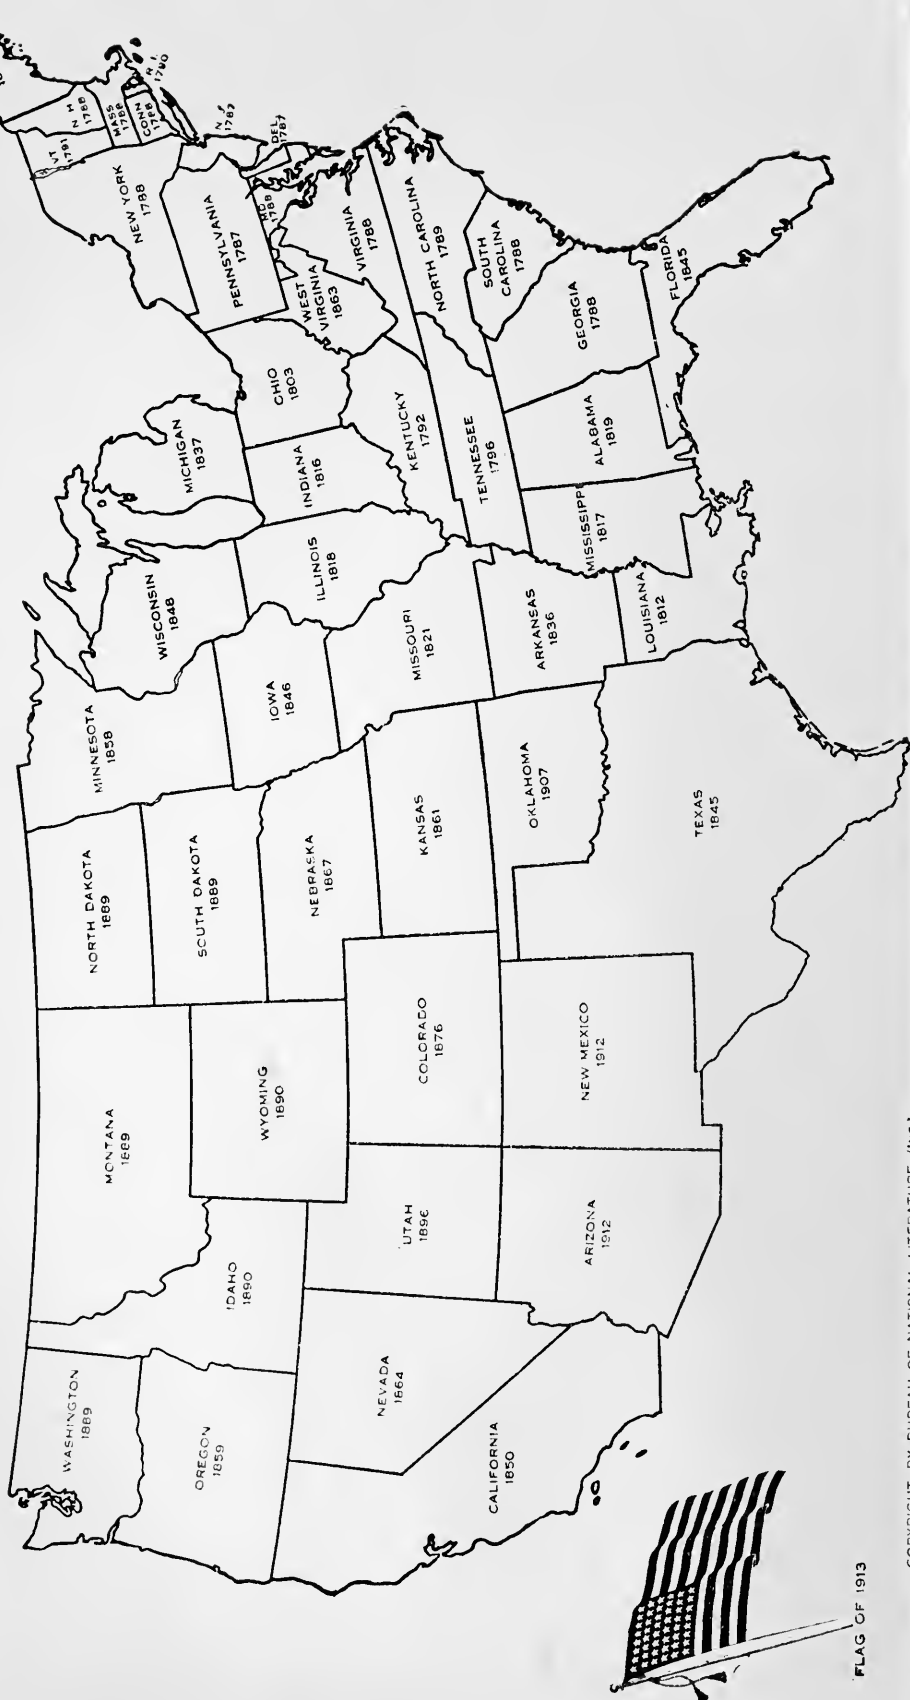 WASHINGTON
1889
OREGON
1859
CALIFORNIA
1850
NEVADA
1864
IDAHO
1890
MONTANA
1889
WYOMING
1890
UTAH
1896
ARIZONA
1912
COLORADO
1876
NEW MEXICO
1912
NORTH DAKOTA
1889
SOUTH DAKOTA
1889
NEBRASKA
1867
KANSAS
1861
OKLAHOMA
1907
TEXAS
1845
MINNESOTA
1858
IOWA
1846
MISSOURI
1821
ARKANSAS
1836
LOUISIANA
1812
WISCONSIN
1848
ILLINOIS
1818
MICHIGAN
1837
INDIANA
1816
OHIO
1803
KENTUCKY
1792
TENNESSEE
1796
MISSISSIPPI
1817
ALABAMA
1819
GEORGIA
1788
FLORIDA
1845
SOUTH
CAROLINA
1788
NORTH CAROLINA
1789
VIRGINIA
1788
WEST
VIRGINIA
1863
PENNSYLVANIA
1787
NEW YORK
1788
VT
1791
N H
1788
MASS
1788
CONN
1788
R. I.
1790
N. J.
1787
DEL.
1787
MD.
1788
FLAG OF 1913